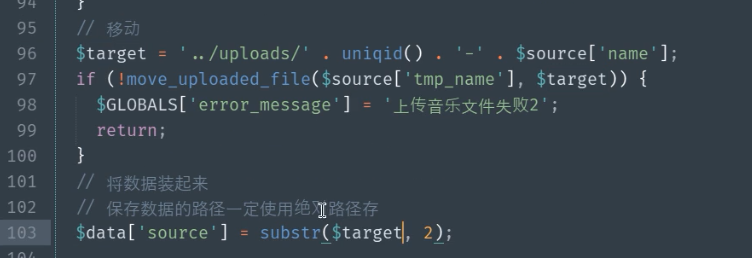 94 }
95 // 移动
96 $target = '../uploads/' . uniqid() . '-' . $source['name'];
97 if (!move_uploaded_file($source['tmp_name'], $target)) {
98 $GLOBALS['error_message'] = '上传音乐文件失败2';
99 return;
100 }
101 // 将数据装起来
102 // 保存数据的路径一定使用绝对路径存
103 $data['source'] = substr($target, 2);
104